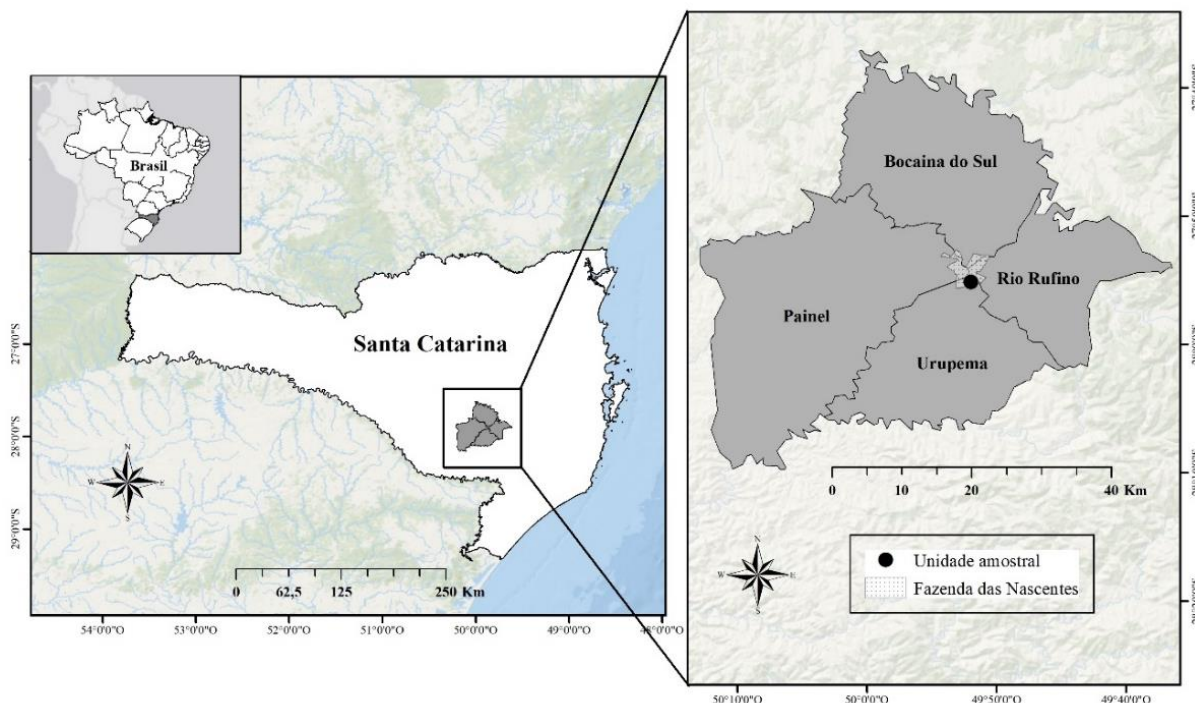 Brasil
Santa Catarina
27°0'0"S
28°0'0"S
29°0'0"S
N
W E
S
0 62.5 125 250 Km
54°0'0"O 53°0'0"O 52°0'0"O 51°0'0"O 50°0'0"O 49°0'0"O 48°0'0"O
Bocaina do Sul
Rio Rufino
Painel
Urupema
0 10 20 40 Km
N
W E
S
Unidade amostral
Fazenda das Nascentes
50°10'0"O 50°0'0"O 49°50'0"O 49°40'0"O